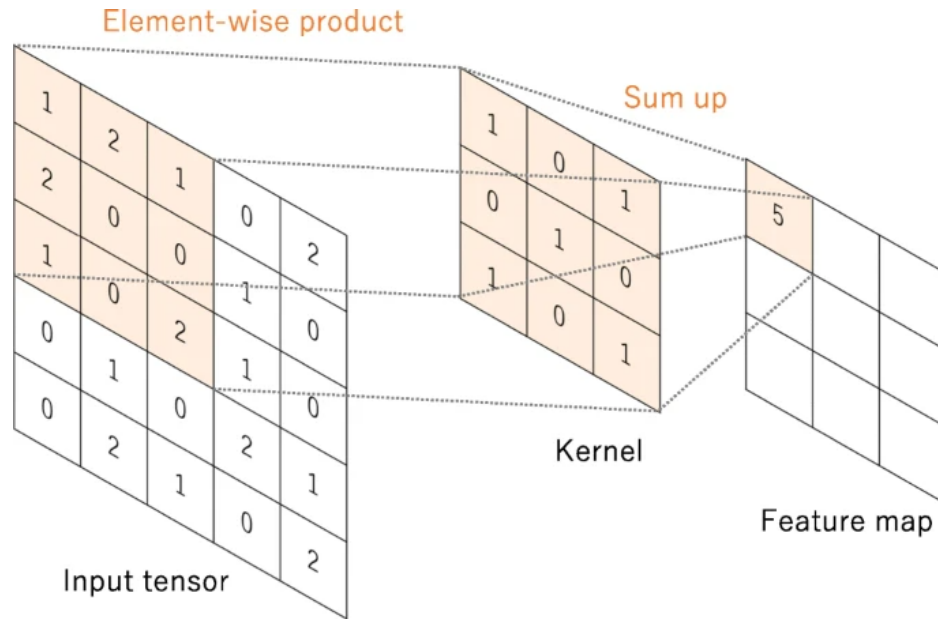 Element-wise product
Sum up
1 2 1 0 2
2 0 0 1 0
1 0 2 1 0
0 1 0 2 1
0 2 1 0 2
1 0 1
0 1 0
1 0 1
5
Kernel
Feature map
Input tensor